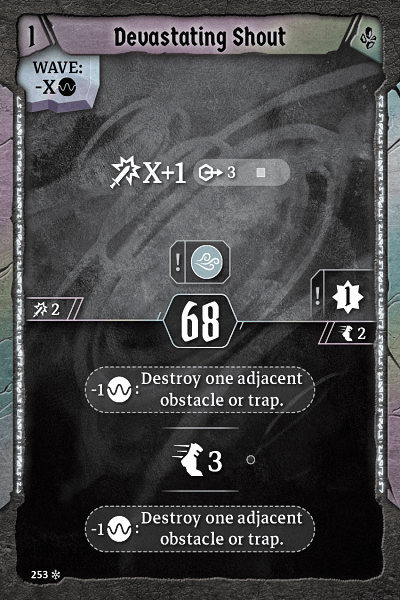 1 Devastating Shout
WAVE:
-X
X+1 3
!
! 1
2
68
2
-1 : Destroy one adjacent
obstacle or trap.
3
-1 : Destroy one adjacent
obstacle or trap.
253